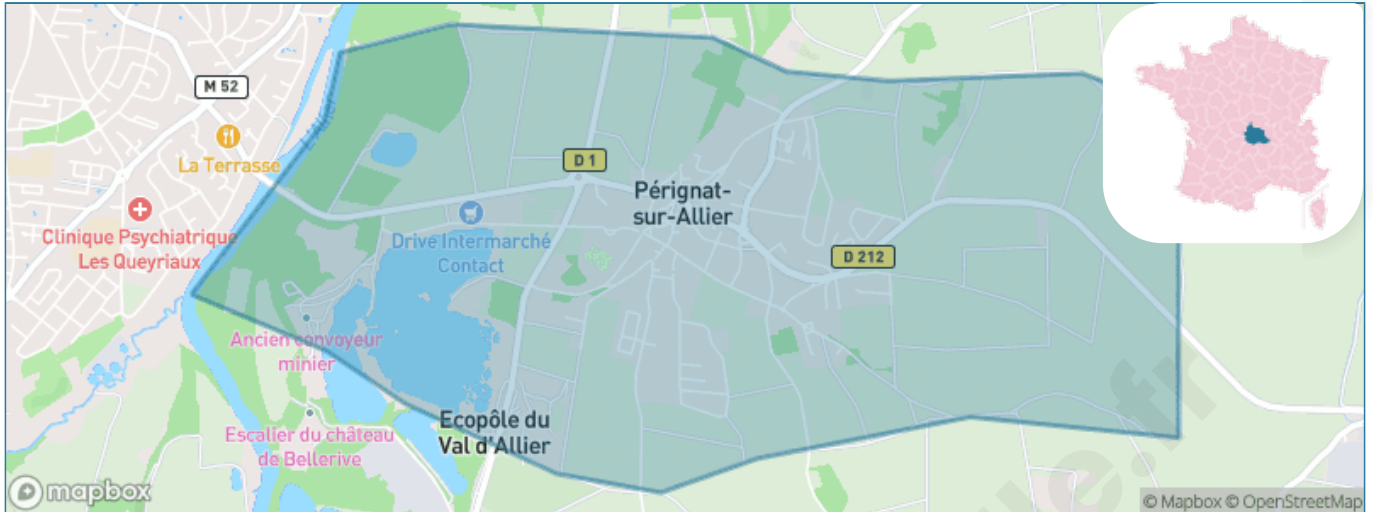 M 52
La Terrasse
Clinique Psychiatrique
Les Queyriaux
L'Allier
D 1
Pérignat-
sur-Allier
Drive Intermarché
Contact
D 212
Ancien convoyeur
minier
Ecopôle du
Val d'Allier
Escalier du château
de Bellerive
mapbox
© Mapbox © OpenStreetMap